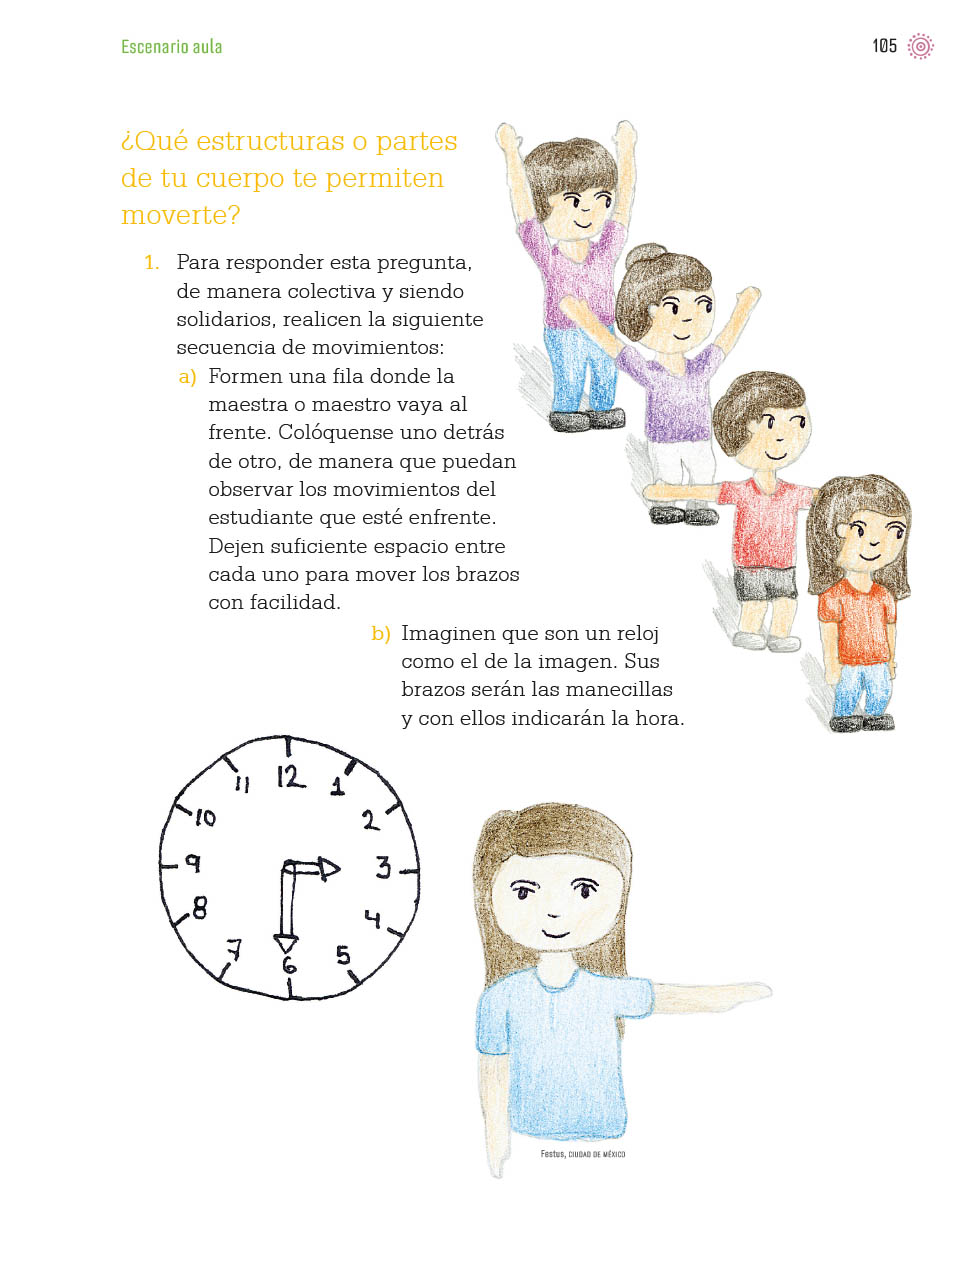 Escenario aula
105
¿Qué estructuras o partes
de tu cuerpo te permiten
moverte?
1. Para responder esta pregunta,
de manera colectiva y siendo
solidarios, realicen la siguiente
secuencia de movimientos:
a) Formen una fila donde la
maestra o maestro vaya al
frente. Colóquense uno detrás
de otro, de manera que puedan
observar los movimientos del
estudiante que esté enfrente.
Dejen suficiente espacio entre
cada uno para mover los brazos
con facilidad.
b) Imaginen que son un reloj
como el de la imagen. Sus
brazos serán las manecillas
y con ellos indicarán la hora.
12
11
1
10
2
9
3
8
4
7
5
6
Festus, CIUDAD DE MÉXICO